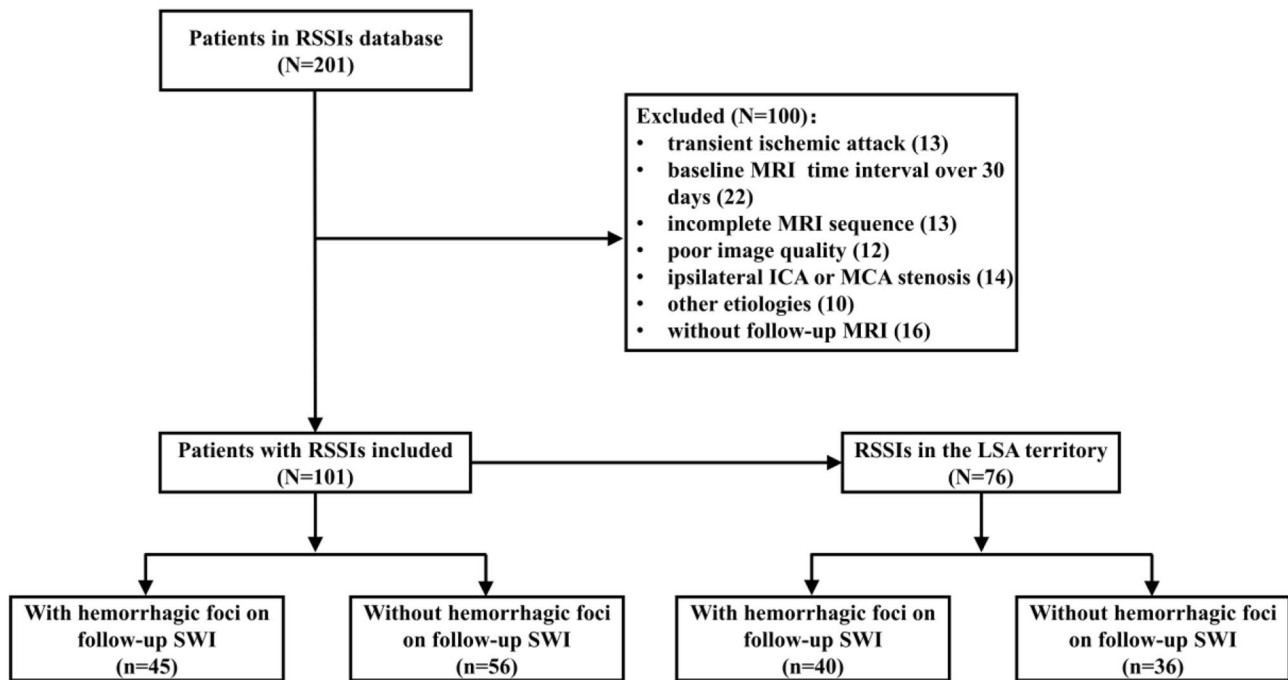 Patients in RSSIs database
(N=201)
Excluded (N=100)：
• transient ischemic attack (13)
• baseline MRI time interval over 30
days (22)
• incomplete MRI sequence (13)
• poor image quality (12)
• ipsilateral ICA or MCA stenosis (14)
• other etiologies (10)
• without follow-up MRI (16)
Patients with RSSIs included
(N=101)
RSSIs in the LSA territory
(N=76)
With hemorrhagic foci on
follow-up SWI
(n=45)
Without hemorrhagic foci
on follow-up SWI
(n=56)
With hemorrhagic foci on
follow-up SWI
(n=40)
Without hemorrhagic foci
on follow-up SWI
(n=36)